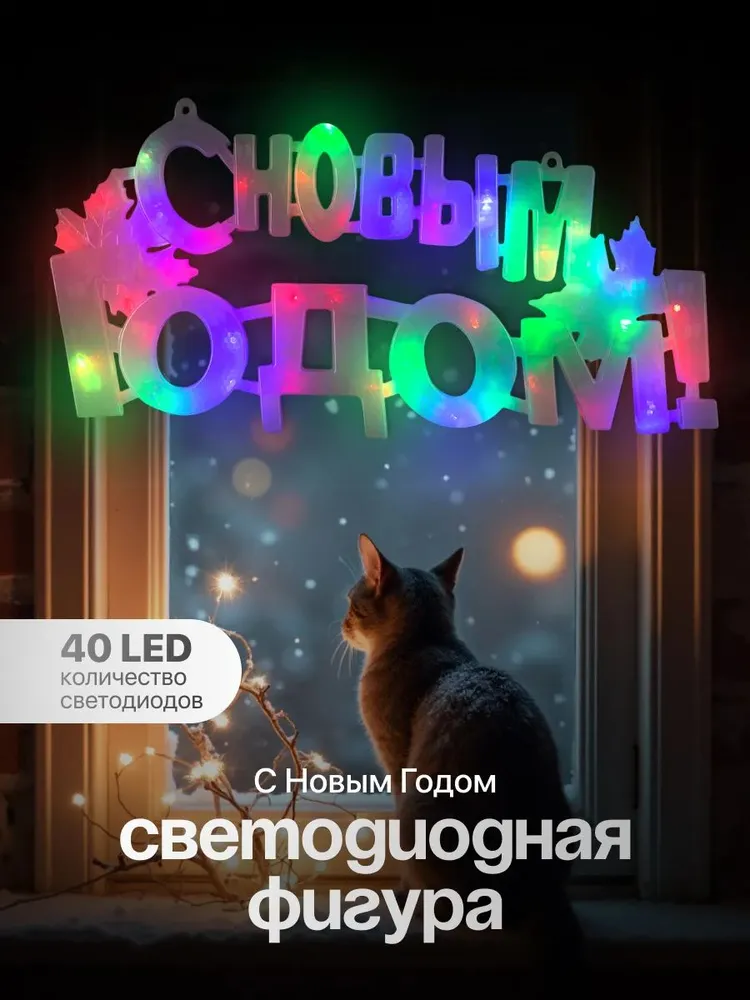 С НОВЫМ
ГОДОМ!
40 LED
количество
светодиодов
С Новым Годом
светодиодная
фигура